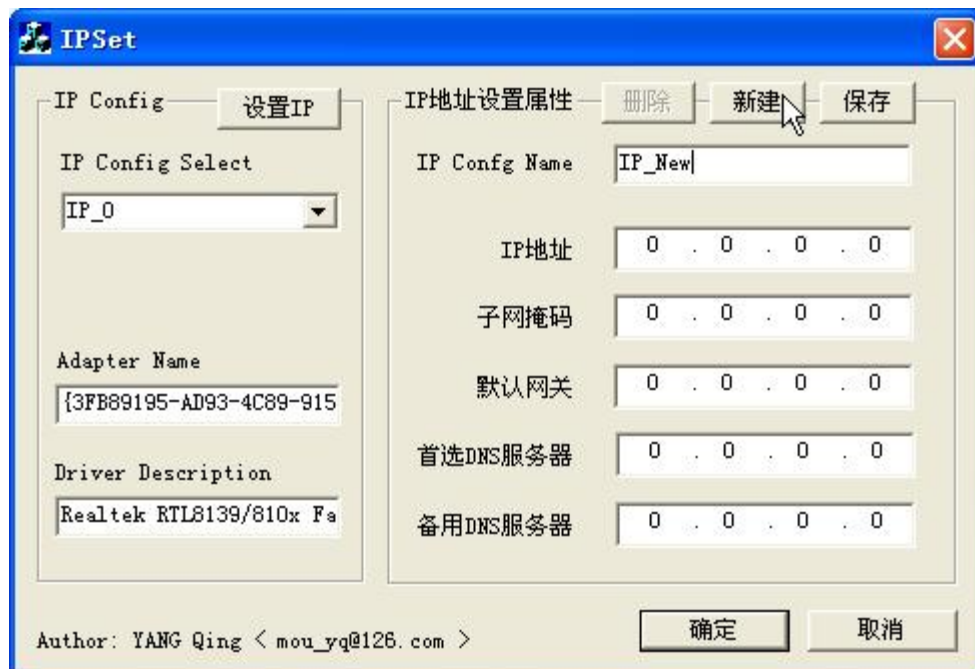 IPSet
IP Config 设置IP
IP Config Select
IP_0
Adapter Name
{3FB89195-AD93-4C89-915
Driver Description
Realtek RTL8139/810x Fa
IP地址设置属性 删除 新建 保存
IP Confg Name IP_New
IP地址 0 . 0 . 0 . 0
子网掩码 0 . 0 . 0 . 0
默认网关 0 . 0 . 0 . 0
首选DNS服务器 0 . 0 . 0 . 0
备用DNS服务器 0 . 0 . 0 . 0
Author: YANG Qing < mou_yq@126.com >
确定 取消